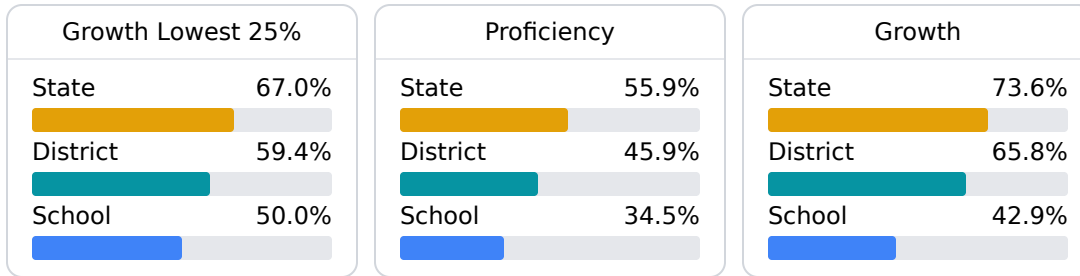 Growth Lowest 25%
State 67.0%
District 59.4%
School 50.0%
Proficiency
State 55.9%
District 45.9%
School 34.5%
Growth
State 73.6%
District 65.8%
School 42.9%